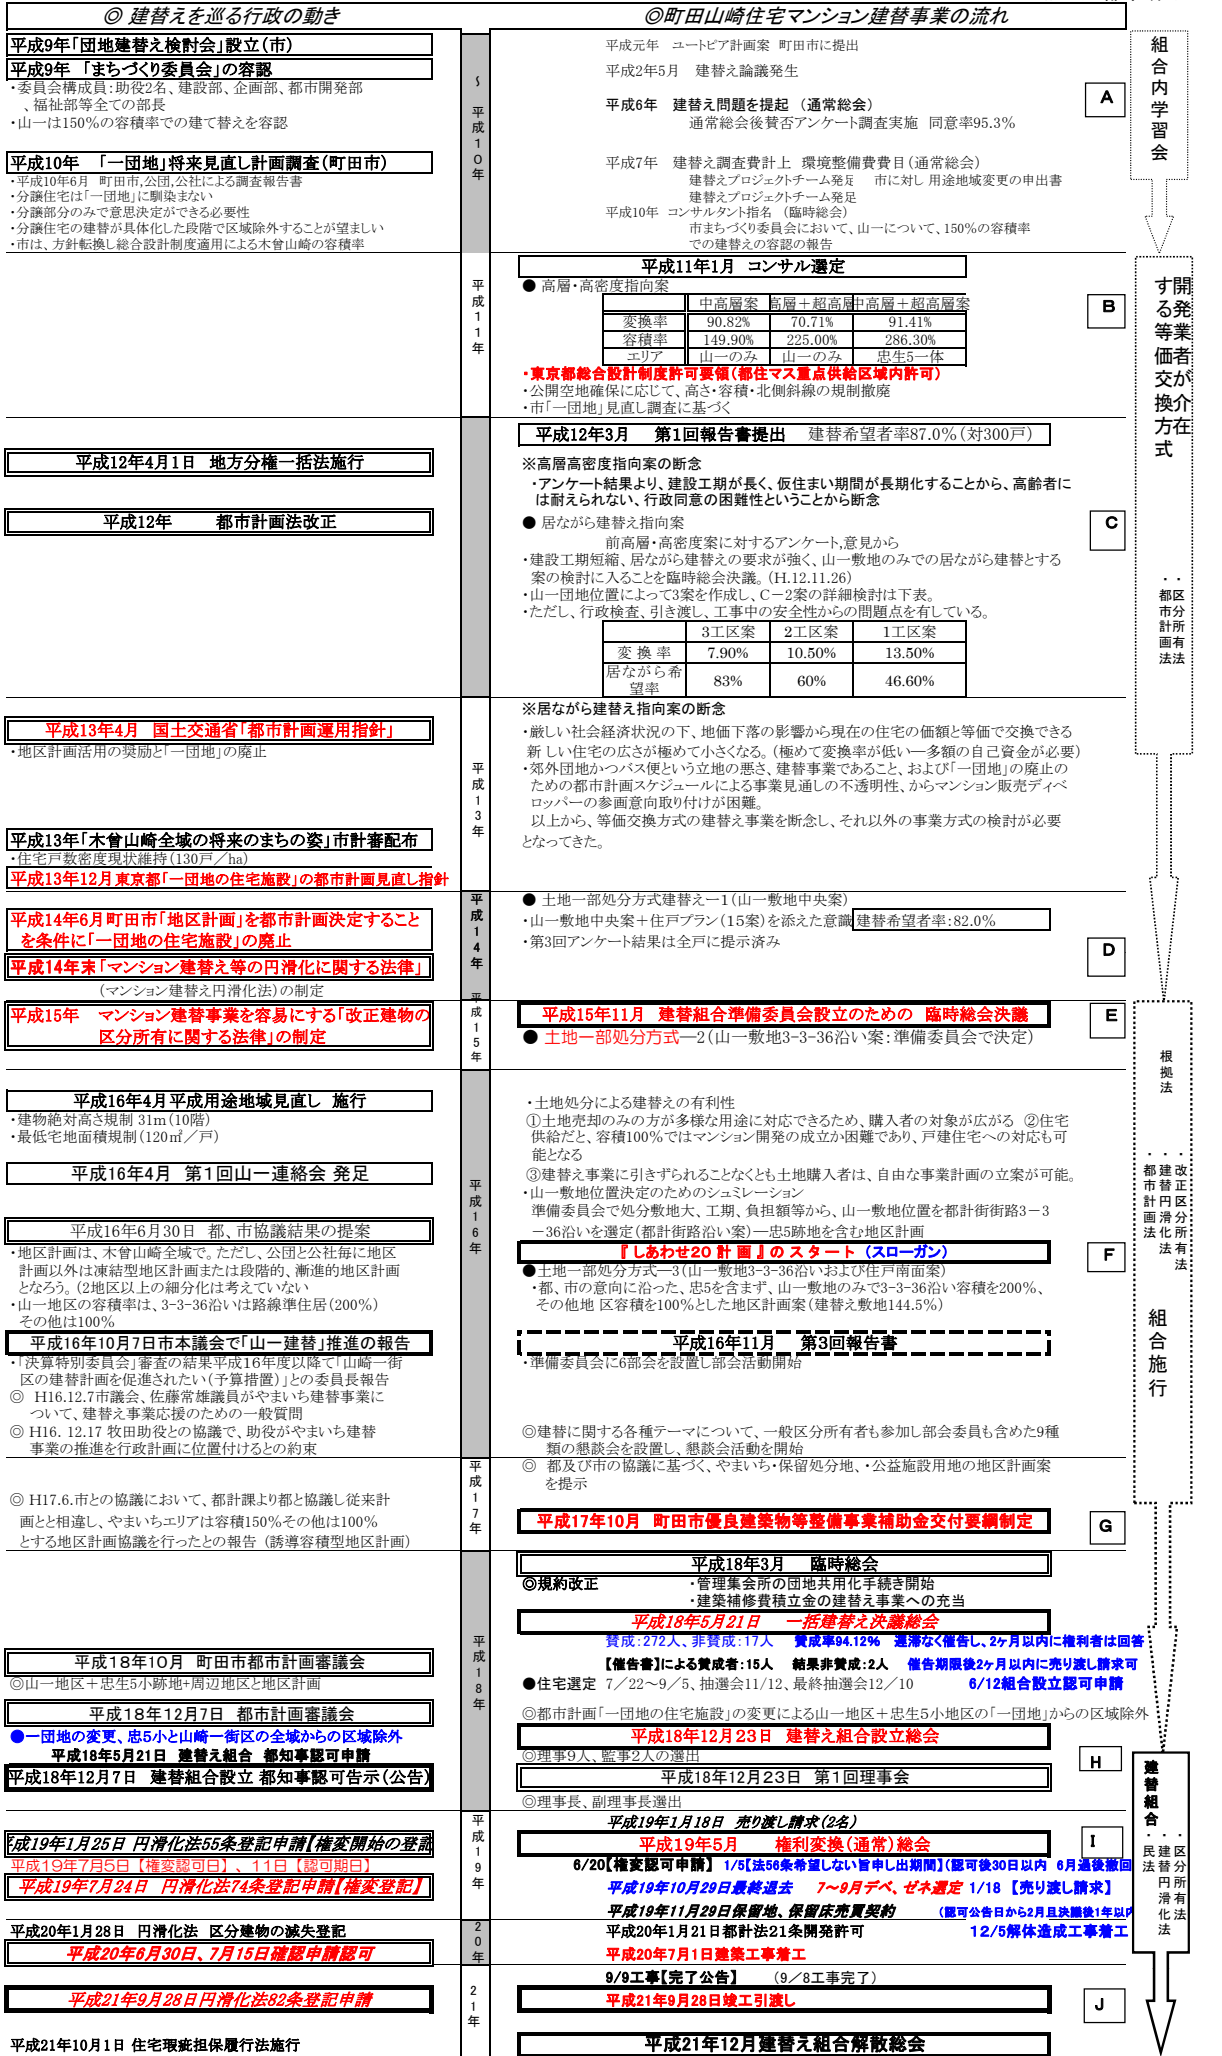 ◎ 建替えを巡る行政の動き
◎町田山崎住宅マンション建替事業の流れ
平成9年「団地建替え検討会」設立（市）
平成9年　「まちづくり委員会」の容認
・委員会構成員：助役2名、建設部、企画部、都市開発部
、福祉部等全ての部長
・山一は150％の容積率での建て替えを容認
平成10年　「一団地」将来見直し計画調査（町田市）
・平成10年6月　町田市,公団,公社による調査報告書
・分譲住宅は「一団地」に馴染まない
・分譲部分のみで意思決定ができる必要性
・分譲住宅の建替が具体化した段階で区域除外することが望ましい
・市は、方針転換し総合設計制度適用による木曾山崎の容積率
～平成10年
平成元年　ユートピア計画案　町田市に提出
平成2年5月　建替え論議発生
平成6年　建替え問題を提起　（通常総会）
通常総会後賛否アンケート調査実施　同意率95.3％
平成7年　建替え調査費計上　環境整備費費目（通常総会）
建替えプロジェクトチーム発足　市に対し 用途地域変更の申出書
建替えプロジェクトチーム発足
平成10年　コンサルタント指名　（臨時総会）
市まちづくり委員会において、山一について、150％の容積率
での建替えの容認の報告
A
組合内学習会
平成11年
平成11年1月　コンサル選定
● 高層・高密度指向案
中高層案　高層＋超高層　中高層＋超高層案
変換率　90.82%　70.71%　91.41%
容積率　149.90%　225.00%　286.30%
エリア　山一のみ　山一のみ　忠生5一体
・東京都総合設計制度許可要領（都住マス重点供給区域内許可）
・公開空地確保に応じて、高さ・容積・北側斜線の規制撤廃
・市「一団地」見直し調査に基づく
B
開発業者が介在
する等価交換方式
・区分所有法
・都市計画法
平成12年3月　第1回報告書提出　建替希望者率87.0％（対300戸）
平成12年4月1日　地方分権一括法施行
平成12年　都市計画法改正
※高層高密度指向案の断念
・アンケート結果より、建設工期が長く、仮住まい期間が長期化することから、高齢者に
は耐えられない、行政同意の困難性ということから断念
● 居ながら建替え指向案
前高層・高密度案に対するアンケート,意見から
・建設工期短縮、居ながら建替えの要求が強く、山一敷地のみでの居ながら建替とする
案の検討に入ることを臨時総会決議。（H.12.11.26）
・山一団地位置によって3案を作成し、C－2案の詳細検討は下表。
・ただし、行政検査、引き渡し、工事中の安全性からの問題点を有している。
3工区案　2工区案　1工区案
変 換 率　7.90%　10.50%　13.50%
居ながら希望率　83%　60%　46.60%
C
平成13年4月　国土交通省「都市計画運用指針」
・地区計画活用の奨励と「一団地」の廃止
平成13年「木曾山崎全域の将来のまちの姿」市計審配布
・住宅戸数密度現状維持（130戸／ha）
平成13年12月東京都「一団地の住宅施設」の都市計画見直し指針
平成13年
※居ながら建替え指向案の断念
・厳しい社会経済状況の下、地価下落の影響から現在の住宅の価額と等価で交換できる
新 しい住宅の広さが極めて小さくなる。（極めて変換率が低い―多額の自己資金が必要）
・郊外団地かつバス便という立地の悪さ、建替事業であること、および「一団地」の廃止の
ための都市計画スケジュールによる事業見通しの不透明性、からマンション販売ディベ
ロッパーの参画意向取り付けが困難。
以上から、等価交換方式の建替え事業を断念し、それ以外の事業方式の検討が必要
となってきた。
平成14年6月町田市「地区計画」を都市計画決定すること
を条件に「一団地の住宅施設」の廃止
平成14年末「マンション建替え等の円滑化に関する法律」
（マンション建替え円滑化法）の制定
平成14年
● 土地一部処分方式建替えー1（山一敷地中央案）
・山一敷地中央案＋住戸プラン（15案）を添えた意識 建替希望者率：82.0%
・第3回アンケート結果は全戸に提示済み
D
平成15年　マンション建替事業を容易にする「改正建物の
区分所有に関する法律」の制定
平成15年
平成15年11月　建替組合準備委員会設立のための　臨時総会決議
● 土地一部処分方式―2（山一敷地3-3-36沿い案：準備委員会で決定）
E
根拠法
・改正区分所有法
・建替円滑化法
・都市計画法
組合施行
平成16年4月平成用途地域見直し　施行
・建物絶対高さ規制 31m（10階）
・最低宅地面積規制（120㎡／戸）
平成16年4月　第1回山一連絡会 発足
平成16年6月30日　都、市協議結果の提案
・地区計画は、木曾山崎全域で。ただし、公団と公社毎に地区
計画以外は凍結型地区計画または段階的、漸進的地区計画
となろう。（2地区以上の細分化は考えていない
・山一地区の容積率は、3-3-36沿いは路線準住居（200％）
その他は100％
平成16年10月7日市本議会で「山一建替」推進の報告
・「決算特別委員会」審査の結果平成16年度以降て「山崎一街
区の建替計画を促進されたい（予算措置）」との委員長報告
◎ H16.12.7市議会、佐藤常雄議員がやまいち建替事業に
ついて、建替え事業応援のための一般質問
◎ H16. 12.17 牧田助役との協議で、助役がやまいち建替
事業の推進を行政計画に位置付けるとの約束
平成16年
・土地処分による建替えの有利性
①土地売却のみの方が多様な用途に対応できるため、購入者の対象が広がる　②住宅
供給だと、容積100％ではマンション開発の成立か困難であり、戸建住宅への対応も可
能となる
③建替え事業に引きずられることなくとも土地購入者は、自由な事業計画の立案が可能。
・山一敷地位置決定のためのシュミレーション
準備委員会で処分敷地大、工期、負担額等から、山一敷地位置を都計街街路3－3
－36沿いを選定（都計街路沿い案）―忠5跡地を含む地区計画
『 しあわせ20 計 画 』 の ス タ ー ト　（スローガン）
●土地一部処分方式―3（山一敷地3-3-36沿いおよび住戸南面案）
・都、市の意向に沿った、忠5を含まず、山一敷地のみで3-3-36沿い容積を200％、
その他地 区容積を100％とした地区計画案（建替え敷地144.5％）
平成16年11月　第3回報告書
・準備委員会に6部会を設置し部会活動開始
◎建替に関する各種テーマについて、一般区分所有者も参加し部会委員も含めた9種
類の懇談会を設置し、懇談会活動を開始
F
◎ H17.6.市との協議において、都計課より都と協議し従来計
画とと相違し、やまいちエリアは容積150％その他は100％
とする地区計画協議を行ったとの報告（誘導容積型地区計画）
平成17年
◎　都及び市の協議に基づく、やまいち・保留処分地、・公益施設用地の地区計画案
を提示
平成17年10月　町田市優良建築物等整備事業補助金交付要綱制定
G
平成18年3月　臨時総会
◎規約改正　・管理集会所の団地共用化手続き開始
・建築補修費積立金の建替え事業への充当
平成18年5月21日　一括建替え決議総会
賛成：272人、非賛成：17人　賛成率94.12％　遅滞なく催告し、2ヶ月以内に権利者は回答
【催告書】による賛成者：15人　結果非賛成：2人　催告期限後2ヶ月以内に売り渡し請求可
●住宅選定　7／22～9／5、抽選会11/12、最終抽選会12／10　6/12組合設立認可申請
◎都市計画「一団地の住宅施設」の変更による山一地区＋忠生5小地区の「一団地」からの区域除外
平成18年12月23日　建替え組合設立総会
◎理事9人、監事2人の選出
平成18年12月23日　第1回理事会
◎理事長、副理事長選出
平成18年
平成18年10月　町田市都市計画審議会
◎山一地区＋忠生5小跡地+周辺地区と地区計画
平成18年12月7日　都市計画審議会
●一団地の変更、忠5小と山崎一街区の全域からの区域除外
平成18年5月21日　建替え組合　都知事認可申請
平成18年12月7日　建替組合設立 都知事認可告示（公告）
H
建替組合
・区分所有法
・建替円滑化法
・民法
平成19年1月25日 円滑化法55条登記申請【権変開始の登記
平成19年7月5日【権変認可日】、11日【認可期日】
平成19年7月24日　円滑化法74条登記申請【権変登記】
平成19年
平成19年1月18日　売り渡し請求（2名）
平成19年5月　権利変換（通常）総会
6/20【権変認可申請】 1/5【法56条希望しない旨申し出期間】（認可後30日以内　6月過後撤回
平成19年10月29日最終退去　7～9月デベ、ゼネ選定 1/18 【売り渡し請求】
平成19年11月29日保留地、保留床売買契約　（認可公告日から2月且決議後1年以内
I
平成20年1月28日　円滑化法　区分建物の滅失登記
平成20年6月30日、7月15日確認申請認可
20年
平成20年1月21日都計法21条開発許可　12/5解体造成工事着工
平成20年7月1日建築工事着工
平成21年9月28日円滑化法82条登記申請
平成21年10月1日 住宅瑕疵担保履行法施行
21年
9/9工事【完了公告】　（9／8工事完了）
平成21年9月28日竣工引渡し
平成21年12月建替え組合解散総会
J